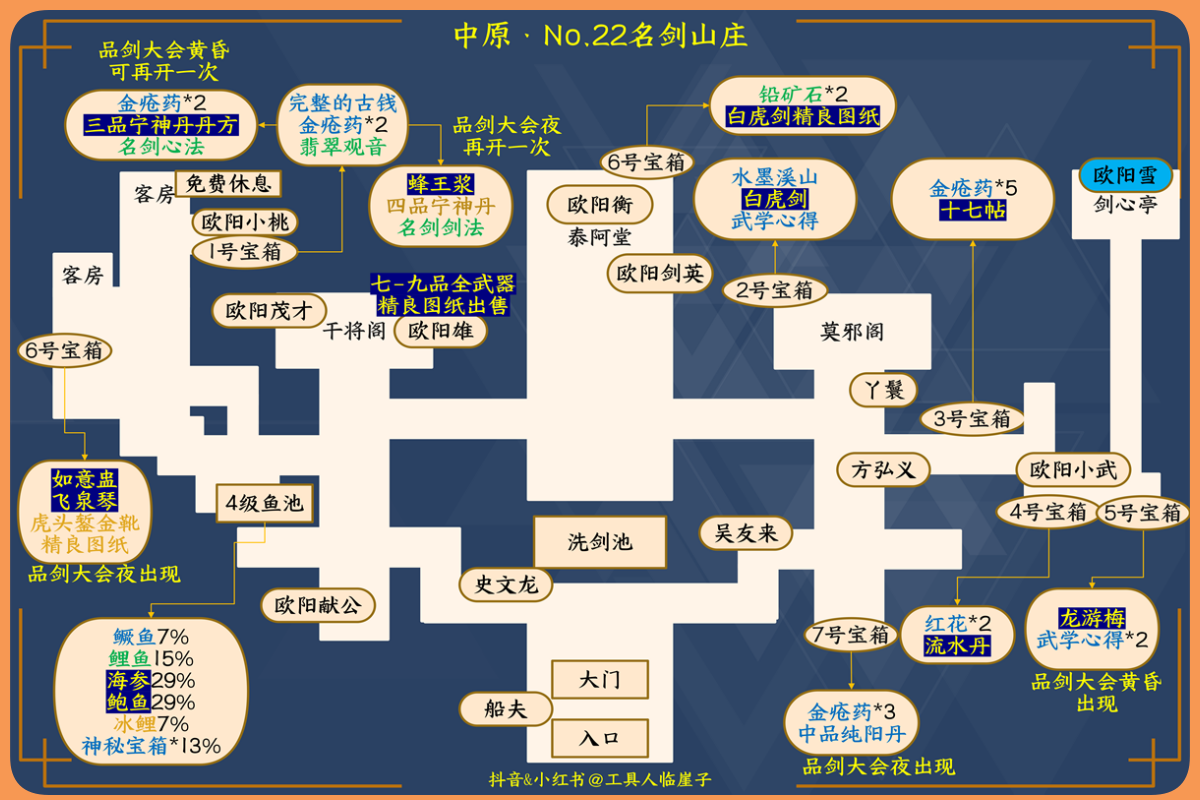 中原 · No.22名剑山庄
品剑大会黄昏
可再开一次
金疮药*2
三品宁神丹丹方
名剑心法
完整的古钱
金疮药*2
翡翠观音
品剑大会夜
再开一次
蜂王浆
四品宁神丹
名剑剑法
铅矿石*2
白虎剑精良图纸
6号宝箱
水墨溪山
白虎剑
武学心得
金疮药*5
十七帖
欧阳雪
剑心亭
客房
免费休息
欧阳小桃
1号宝箱
欧阳衡
泰阿堂
欧阳剑英
客房
七-九品全武器
精良图纸出售
欧阳茂才
干将阁
欧阳雄
2号宝箱
莫邪阁
6号宝箱
丫鬟
3号宝箱
方弘义
欧阳小武
如意蛊
飞泉琴
虎头錾金靴
精良图纸
品剑大会夜出现
4级鱼池
洗剑池
吴友来
4号宝箱
5号宝箱
史文龙
欧阳献公
鳜鱼7%
鲤鱼15%
海参29%
鲍鱼29%
冰鲤7%
神秘宝箱*13%
7号宝箱
红花*2
流水丹
龙游梅
武学心得*2
品剑大会黄昏
出现
大门
船夫
入口
金疮药*3
中品纯阳丹
品剑大会夜出现
抖音&小红书@工具人临崖子